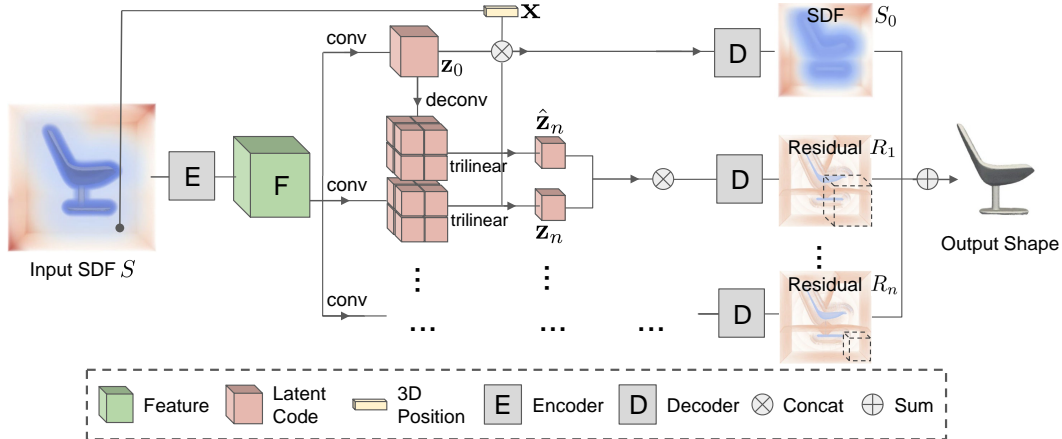 x
conv
z₀
deconv
SDF S₀
D
Input SDF S
E
F
conv
trilinear
trilinear
ẑₙ
zₙ
D
Residual R₁
Output Shape
conv
...
...
...
D
Residual Rₙ
Feature
Latent
Code
3D
Position
E
Encoder
D
Decoder
Concat
Sum